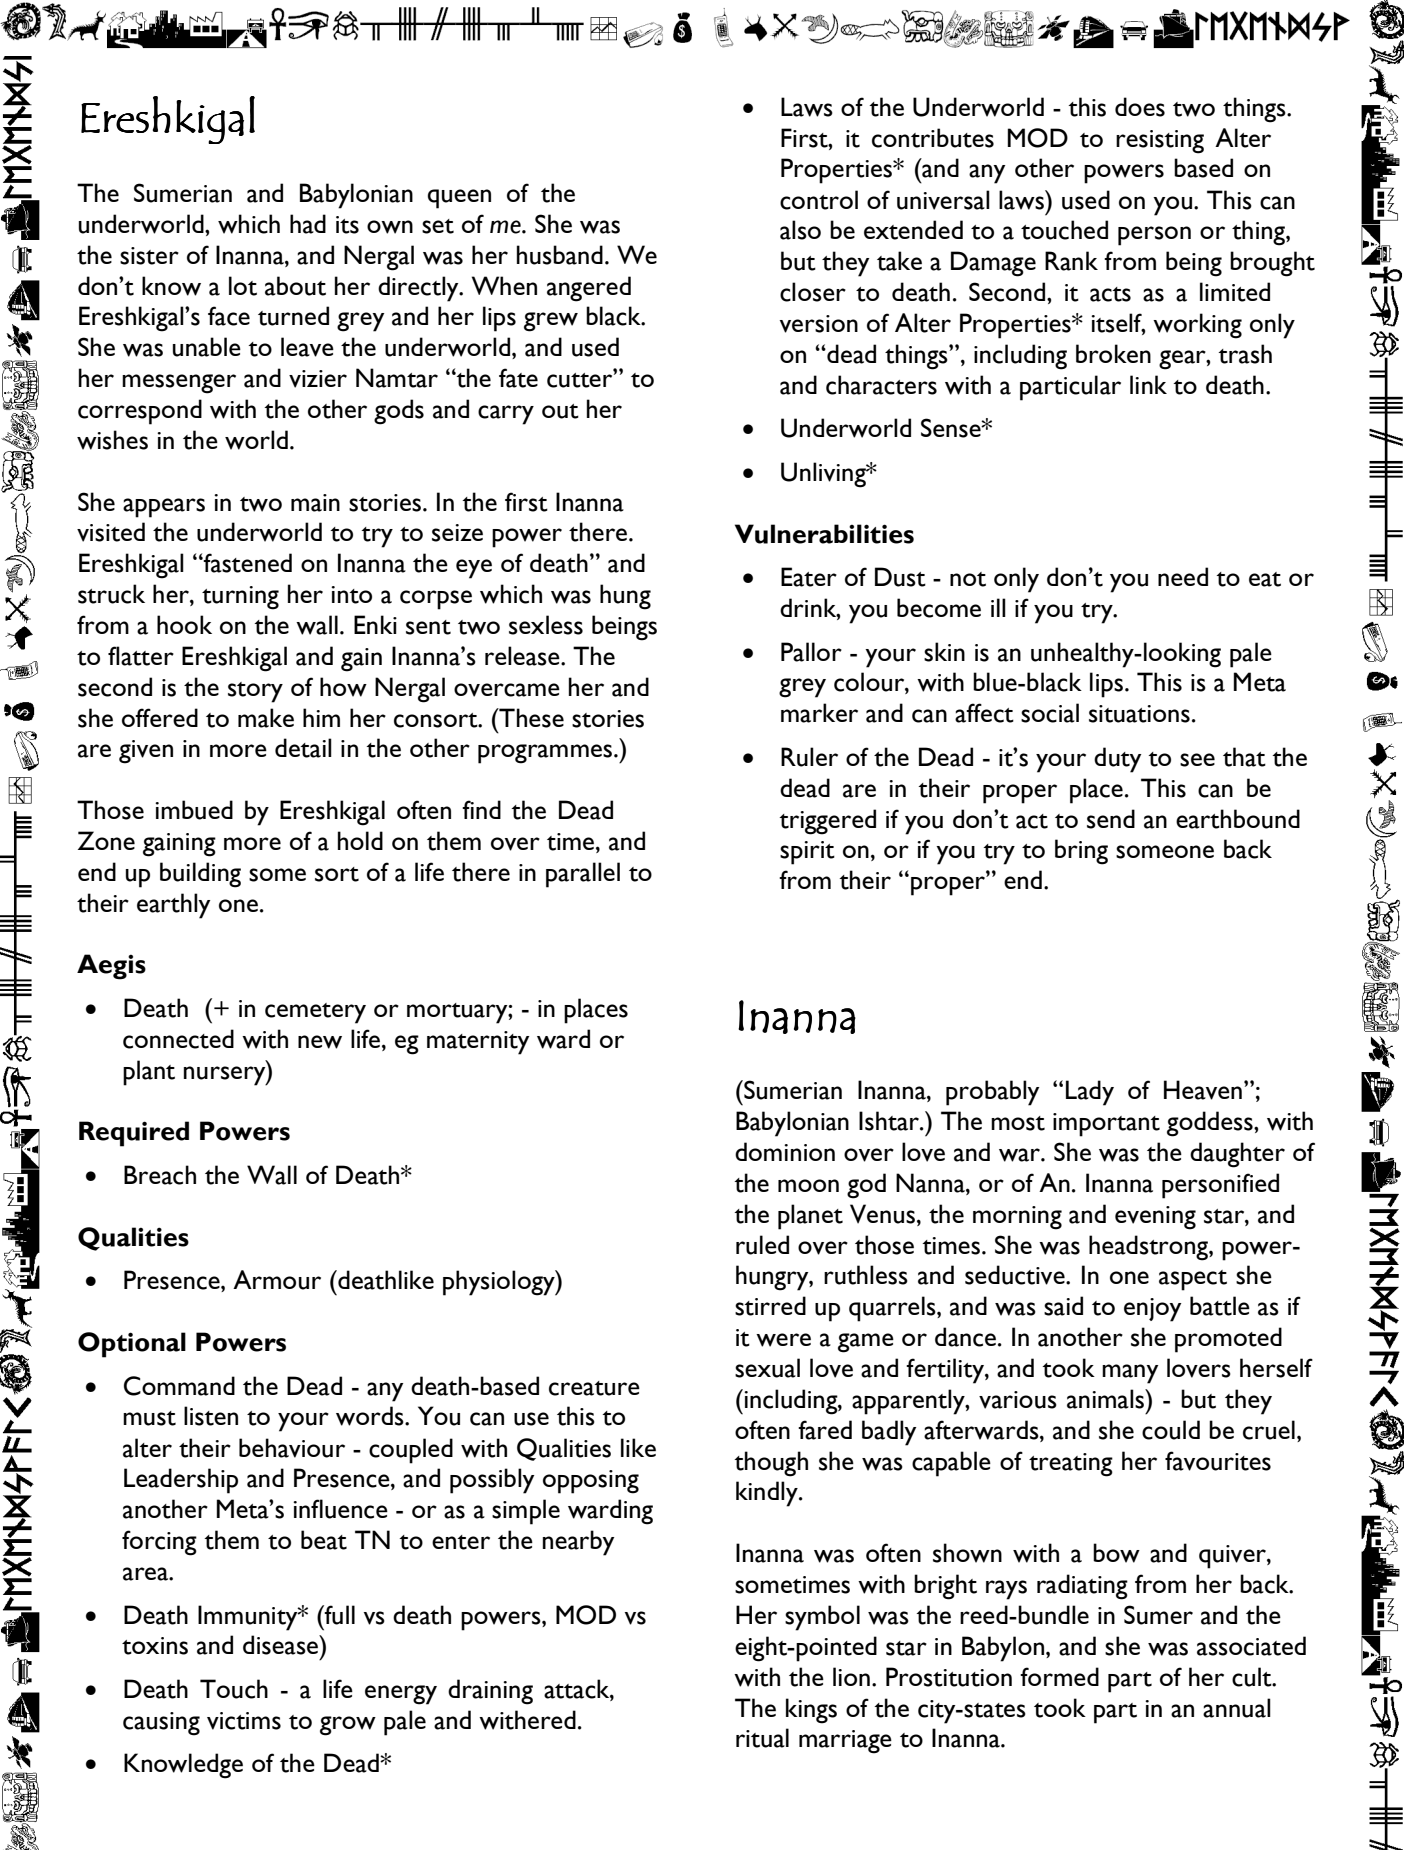 Ereshkigal
The Sumerian and Babylonian queen of the
underworld, which had its own set of me. She was
the sister of Inanna, and Nergal was her husband. We
don’t know a lot about her directly. When angered
Ereshkigal’s face turned grey and her lips grew black.
She was unable to leave the underworld, and used
her messenger and vizier Namtar “the fate cutter” to
correspond with the other gods and carry out her
wishes in the world.
She appears in two main stories. In the first Inanna
visited the underworld to try to seize power there.
Ereshkigal “fastened on Inanna the eye of death” and
struck her, turning her into a corpse which was hung
from a hook on the wall. Enki sent two sexless beings
to flatter Ereshkigal and gain Inanna’s release. The
second is the story of how Nergal overcame her and
she offered to make him her consort. (These stories
are given in more detail in the other programmes.)
Those imbued by Ereshkigal often find the Dead
Zone gaining more of a hold on them over time, and
end up building some sort of a life there in parallel to
their earthly one.
Aegis
• Death (+ in cemetery or mortuary; - in places
connected with new life, eg maternity ward or
plant nursery)
Required Powers
• Breach the Wall of Death*
Qualities
• Presence, Armour (deathlike physiology)
Optional Powers
• Command the Dead - any death-based creature
must listen to your words. You can use this to
alter their behaviour - coupled with Qualities like
Leadership and Presence, and possibly opposing
another Meta’s influence - or as a simple warding
forcing them to beat TN to enter the nearby
area.
• Death Immunity* (full vs death powers, MOD vs
toxins and disease)
• Death Touch - a life energy draining attack,
causing victims to grow pale and withered.
• Knowledge of the Dead*
• Laws of the Underworld - this does two things.
First, it contributes MOD to resisting Alter
Properties* (and any other powers based on
control of universal laws) used on you. This can
also be extended to a touched person or thing,
but they take a Damage Rank from being brought
closer to death. Second, it acts as a limited
version of Alter Properties* itself, working only
on “dead things”, including broken gear, trash
and characters with a particular link to death.
• Underworld Sense*
• Unliving*
Vulnerabilities
• Eater of Dust - not only don’t you need to eat or
drink, you become ill if you try.
• Pallor - your skin is an unhealthy-looking pale
grey colour, with blue-black lips. This is a Meta
marker and can affect social situations.
• Ruler of the Dead - it’s your duty to see that the
dead are in their proper place. This can be
triggered if you don’t act to send an earthbound
spirit on, or if you try to bring someone back
from their “proper” end.
Inanna
(Sumerian Inanna, probably “Lady of Heaven”;
Babylonian Ishtar.) The most important goddess, with
dominion over love and war. She was the daughter of
the moon god Nanna, or of An. Inanna personified
the planet Venus, the morning and evening star, and
ruled over those times. She was headstrong, power-
hungry, ruthless and seductive. In one aspect she
stirred up quarrels, and was said to enjoy battle as if
it were a game or dance. In another she promoted
sexual love and fertility, and took many lovers herself
(including, apparently, various animals) - but they
often fared badly afterwards, and she could be cruel,
though she was capable of treating her favourites
kindly.
Inanna was often shown with a bow and quiver,
sometimes with bright rays radiating from her back.
Her symbol was the reed-bundle in Sumer and the
eight-pointed star in Babylon, and she was associated
with the lion. Prostitution formed part of her cult.
The kings of the city-states took part in an annual
ritual marriage to Inanna.